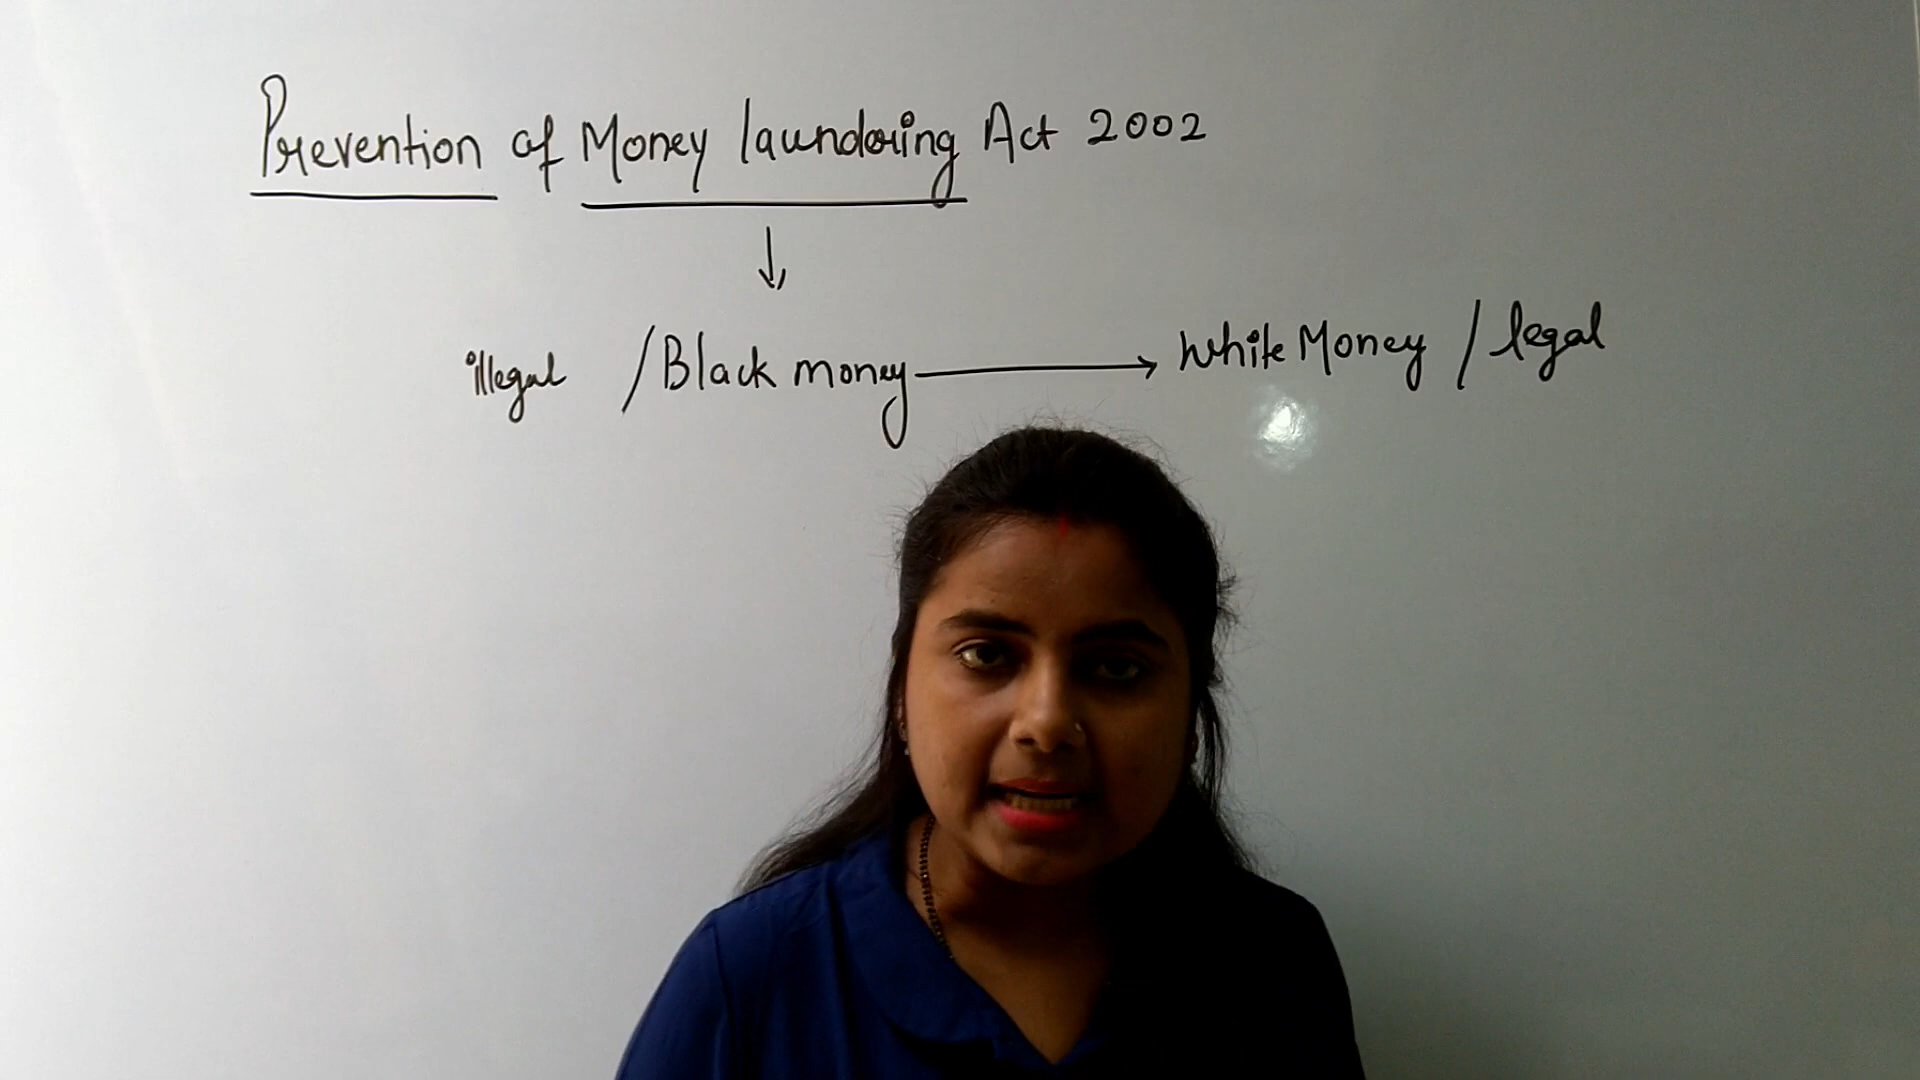 Prevention of Money laundering Act 2002
illegal / Black money → White Money / legal